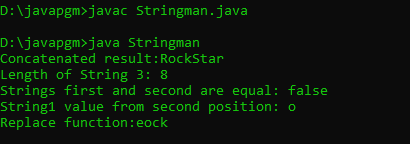 D:\javapgm>javac Stringman.java
D:\javapgm>java Stringman
Concatenated result:RockStar
Length of String 3: 8
Strings first and second are equal: false
String1 value from second position: o
Replace function:eock